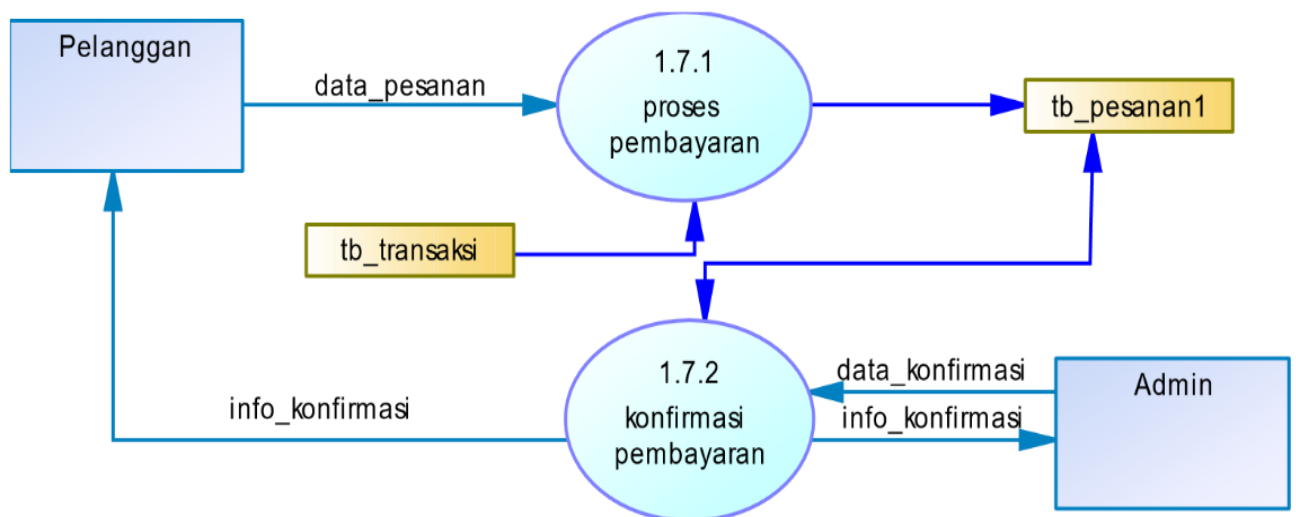 Pelanggan
data_pesanan
1.7.1
proses
pembayaran
tb_pesanan1
tb_transaksi
1.7.2
konfirmasi
pembayaran
data_konfirmasi
info_konfirmasi
Admin
info_konfirmasi